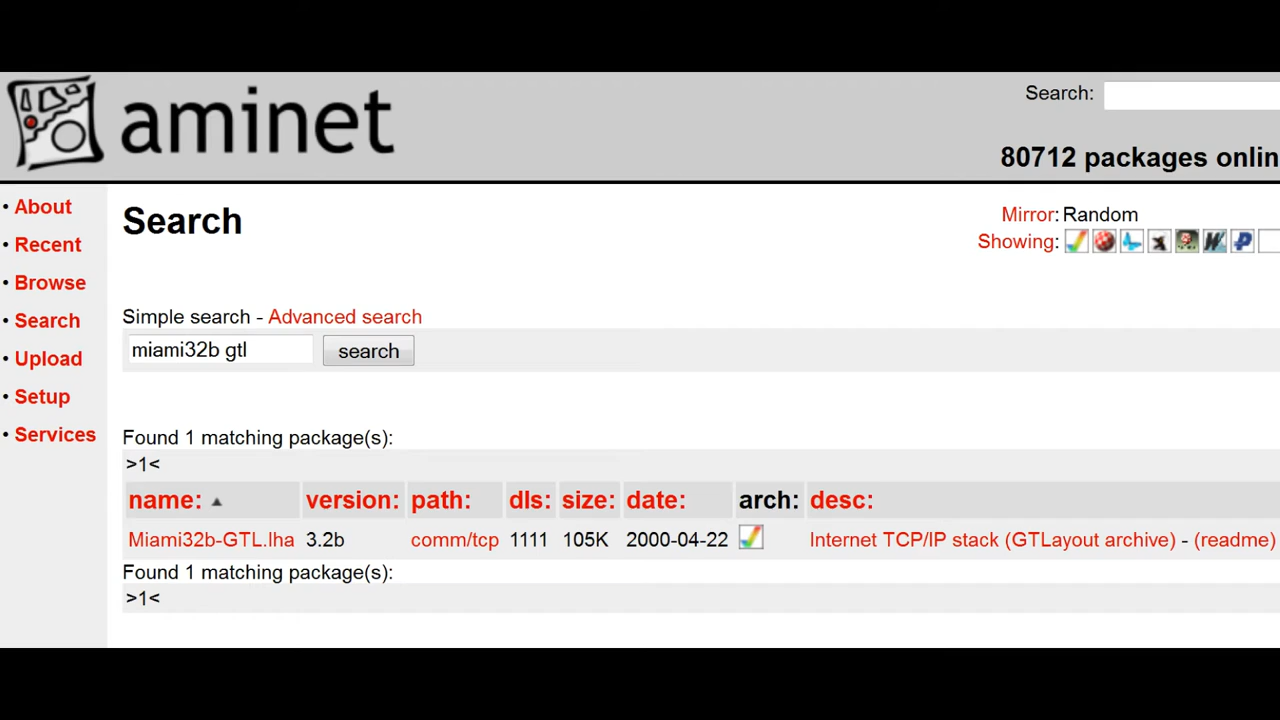 aminet
Search:
80712 packages onlin
• About
• Recent
• Browse
• Search
• Upload
• Setup
• Services
Search
Mirror: Random
Showing:
Simple search - Advanced search
miami32b gtl search
Found 1 matching package(s):
>1<
name: ▲ version: path: dls: size: date: arch: desc:
Miami32b-GTL.lha 3.2b comm/tcp 1111 105K 2000-04-22 Internet TCP/IP stack (GTLayout archive) - (readme)
Found 1 matching package(s):
>1<